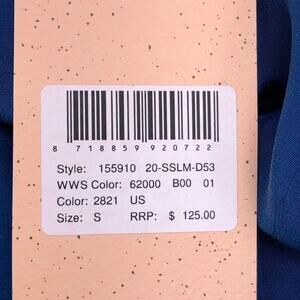 8 718859 920722
Style: 155910 20-SSLM-D53
WWS Color: 62000 B00 01
Color: 2821 US
Size: S RRP: $ 125.00